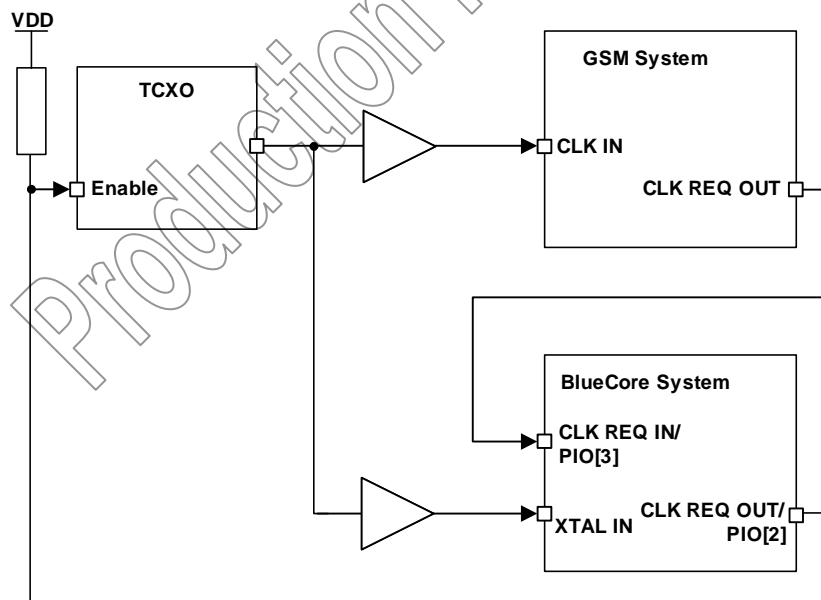 VDD
TCXO
Enable
GSM System
CLK IN
CLK REQ OUT
BlueCore System
CLK REQ IN/
PIO[3]
XTAL IN
CLK REQ OUT/
PIO[2]
Production